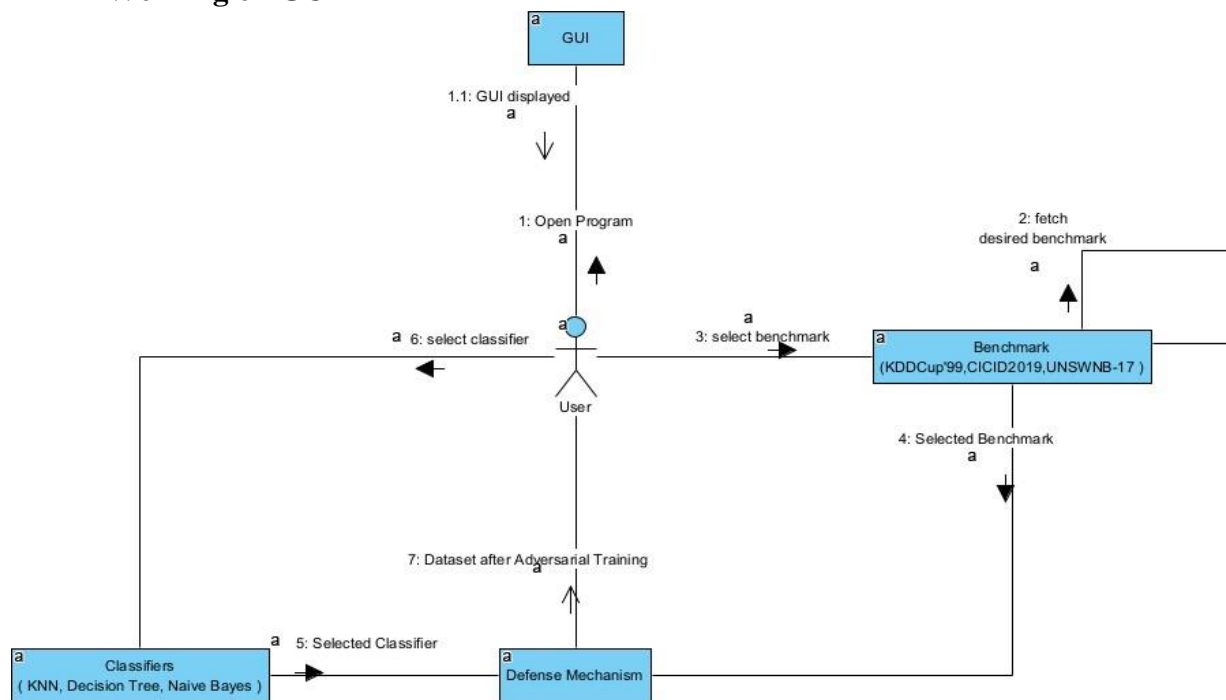 a
GUI
1.1: GUI displayed
a
1: Open Program
a
2: fetch
desired benchmark
a
a
a 6: select classifier
a
3: select benchmark
a
Benchmark
(KDDCup'99,CICID2019,UNSWNB-17 )
User
4: Selected Benchmark
a
7: Dataset after Adversarial Training
a
a
Classifiers
( KNN, Decision Tree, Naive Bayes )
a
5: Selected Classifier
a
Defense Mechanism